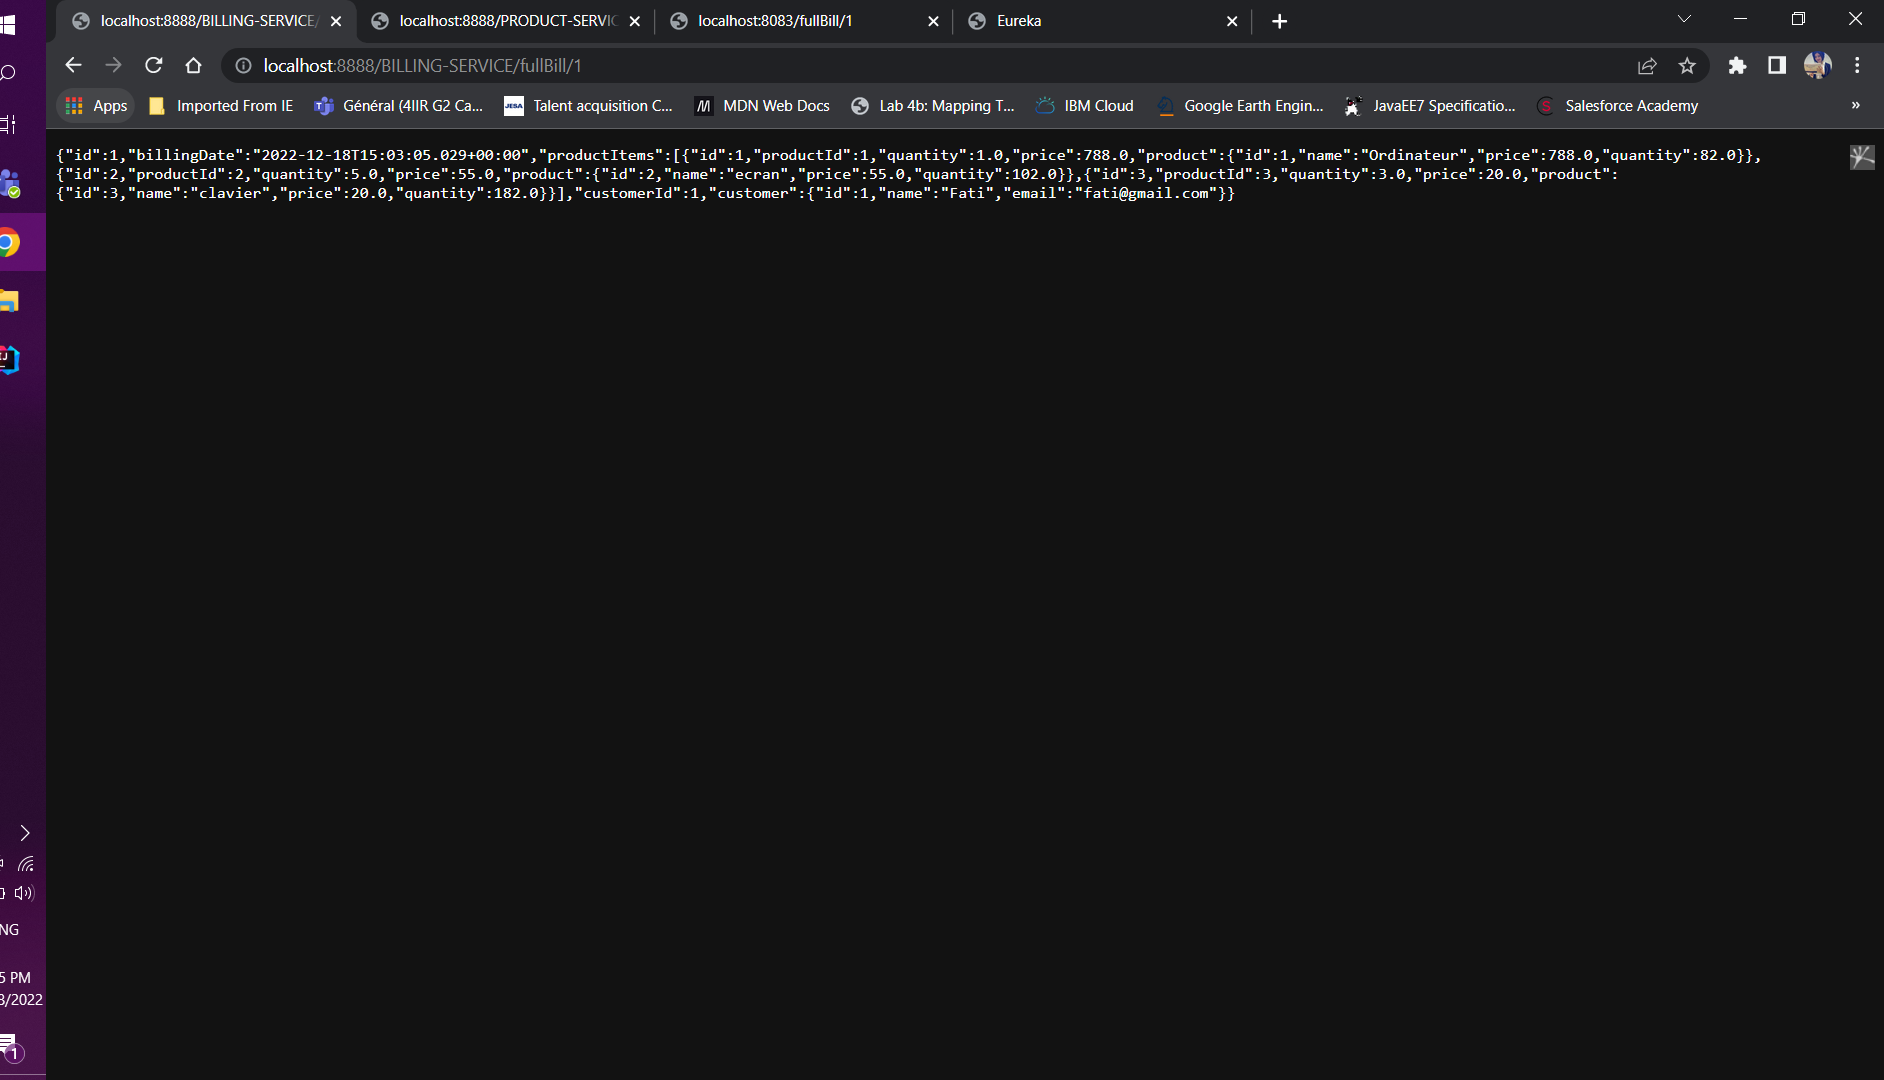 localhost:8888/BILLING-SERVICE/
localhost:8888/PRODUCT-SERVIC
localhost:8083/fullBill/1
Eureka
localhost:8888/BILLING-SERVICE/fullBill/1
Apps
Imported From IE
Général (4IIR G2 Ca...
JESA
Talent acquisition C...
MDN Web Docs
Lab 4b: Mapping T...
IBM Cloud
Google Earth Engin...
JavaEE7 Specificatio...
S
Salesforce Academy
»
{"id":1,"billingDate":"2022-12-18T15:03:05.029+00:00","productItems":[{"id":1,"productId":1,"quantity":1.0,"price":788.0,"product":{"id":1,"name":"Ordinateur","price":788.0,"quantity":82.0}},
{"id":2,"productId":2,"quantity":5.0,"price":55.0,"product":{"id":2,"name":"ecran","price":55.0,"quantity":102.0}},{"id":3,"productId":3,"quantity":3.0,"price":20.0,"product":
{"id":3,"name":"clavier","price":20.0,"quantity":182.0}}],"customerId":1,"customer":{"id":1,"name":"Fati","email":"fati@gmail.com"}}
NG
5 PM
8/2022
1